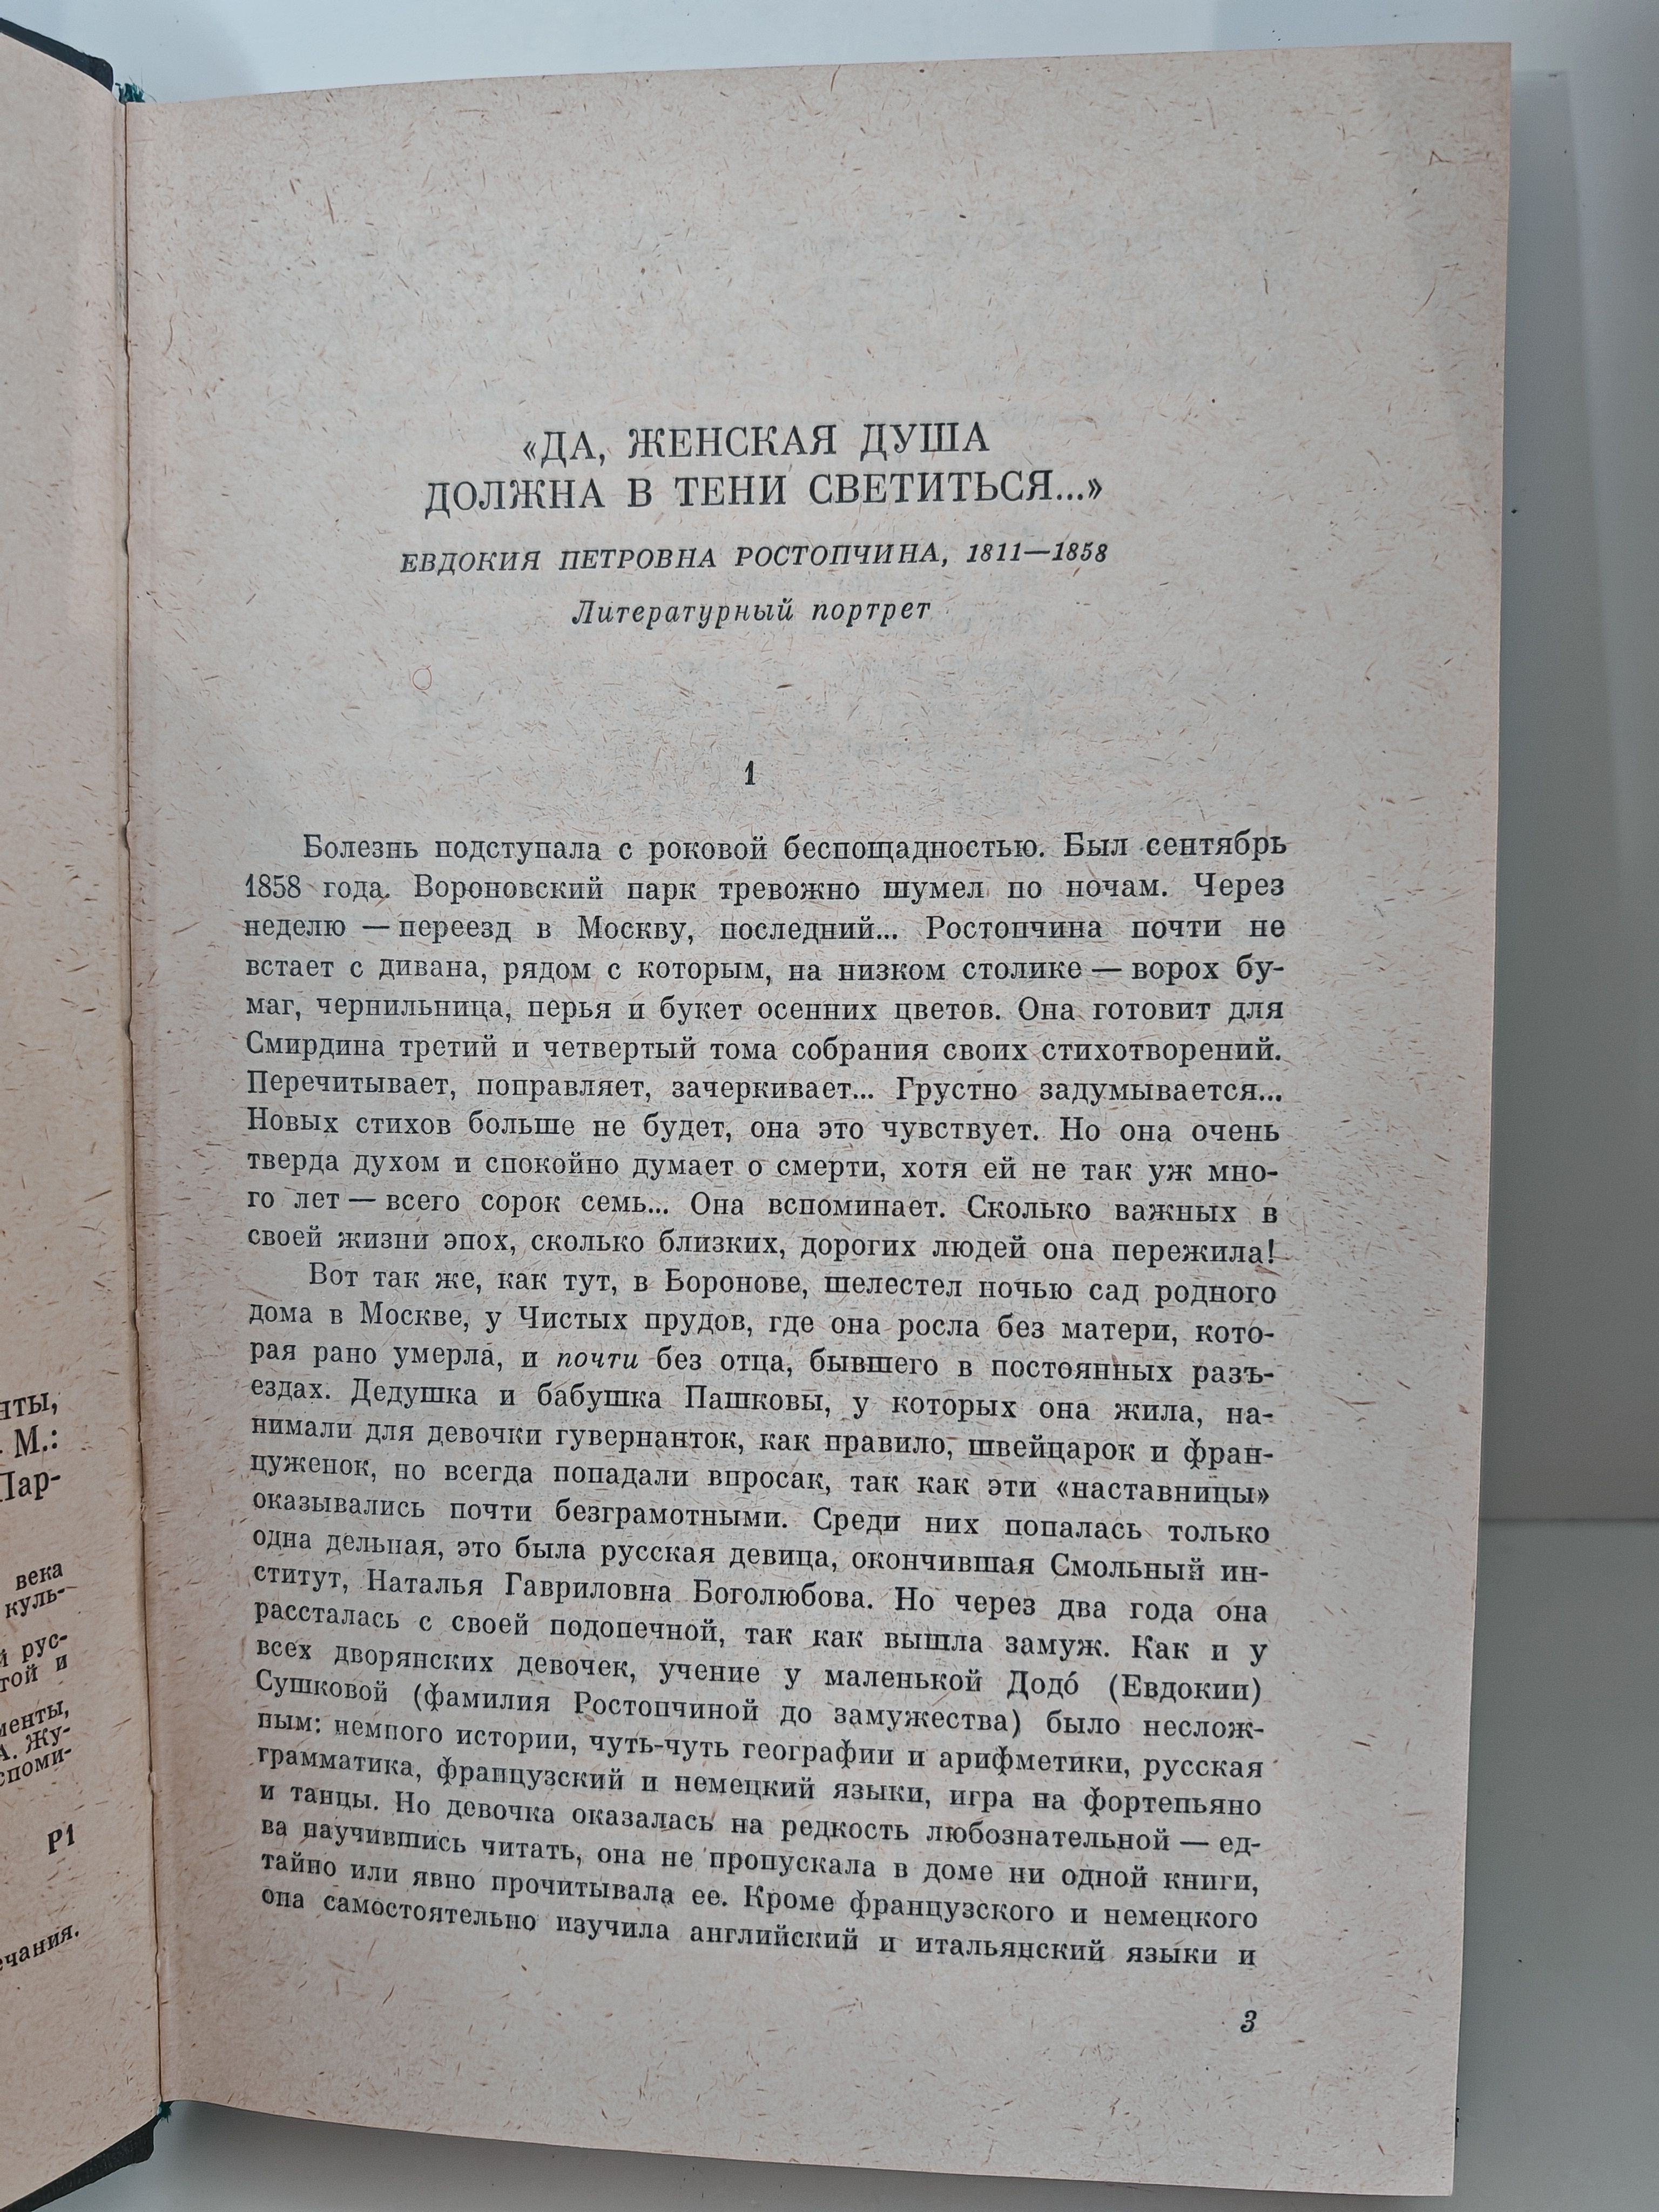 нты,
М.:
Пар-
века
куль-
й рус-
той и
менты,
А. Жу-
споми-
Р1
ечания.
«ДА, ЖЕНСКАЯ ДУША
ДОЛЖНА В ТЕНИ СВЕТИТЬСЯ...»
ЕВДОКИЯ ПЕТРОВНА РОСТОПЧИНА, 1811—1858
Литературный портрет
1
Болезнь подступала с роковой беспощадностью. Был сентябрь
1858 года. Вороновский парк тревожно шумел по ночам. Через
неделю — переезд в Москву, последний... Ростопчина почти не
встает с дивана, рядом с которым, на низком столике — ворох бу-
маг, чернильница, перья и букет осенних цветов. Она готовит для
Смирдина третий и четвертый тома собрания своих стихотворений.
Перечитывает, поправляет, зачеркивает... Грустно задумывается...
Новых стихов больше не будет, она это чувствует. Но она очень
тверда духом и спокойно думает о смерти, хотя ей не так уж мно-
го лет — всего сорок семь... Она вспоминает. Сколько важных в
своей жизни эпох, сколько близких, дорогих людей она пережила!
Вот так же, как тут, в Воронове, шелестел ночью сад родного
дома в Москве, у Чистых прудов, где она росла без матери, кото-
рая рано умерла, и почти без отца, бывшего в постоянных разъ-
ездах. Дедушка и бабушка Пашковы, у которых она жила, на-
нимали для девочки гувернанток, как правило, швейцарок и фран-
цуженок, но всегда попадали впросак, так как эти «наставницы»
оказывались почти безграмотными. Среди них попалась только
одна дельная, это была русская девица, окончившая Смольный ин-
ститут, Наталья Гавриловна Боголюбова. Но через два года она
рассталась с своей подопечной, так как вышла замуж. Как и у
всех дворянских девочек, учение у маленькой Додо́ (Евдокии)
Сушковой (фамилия Ростопчиной до замужества) было неслож-
ным: немного истории, чуть-чуть географии и арифметики, русская
грамматика, французский и немецкий языки, игра на фортепьяно
и танцы. Но девочка оказалась на редкость любознательной — ед-
ва научившись читать, она не пропускала в доме ни одной книги,
тайно или явно прочитывала ее. Кроме французского и немецкого
она самостоятельно изучила английский и итальянский языки и
3